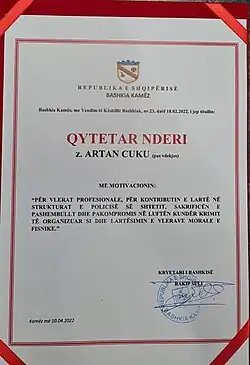 REPUBLIKA E SHQIPËRISË
BASHKIA KAMËZ
Bashkia Kamëz, me Vendim të Këshillit Bashkiak, nr.23, datë 18.02.2022, i jep titullin:
QYTETAR NDERI
z. ARTAN CUKU (pas vdekjes)
ME MOTIVACIONIN:
"PËR VLERAT PROFESIONALE, PËR KONTRIBUTIN E LARTË NË
STRUKTURAT E POLICISË SË SHTETIT, SAKRIFICËN E
PASHEMBULLT DHE PAKOMPROMIS NË LUFTËN KUNDËR KRIMIT
TË ORGANIZUAR SI DHE LARTËSIMIN E VLERAVE MORALE E
FISNIKE."
KRYETARI I BASHKISË
RAKIP SULI
BASHKIA KAMËZ
Kamëz më 10.04.2022